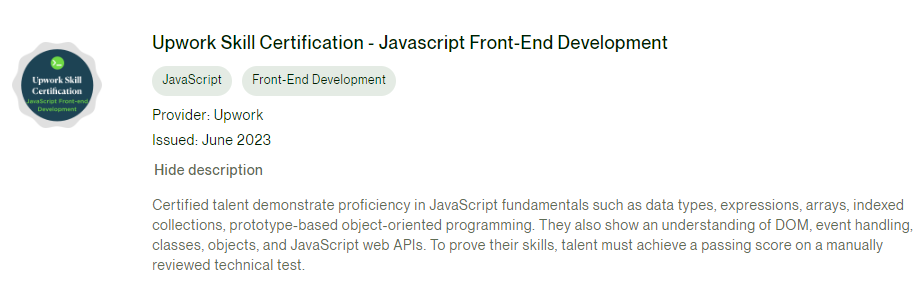 Upwork Skill Certification - Javascript Front-End Development
Upwork Skill
Certification
JavaScript Front-end
Development
JavaScript
Front-End Development
Provider: Upwork
Issued: June 2023
Hide description
Certified talent demonstrate proficiency in JavaScript fundamentals such as data types, expressions, arrays, indexed
collections, prototype-based object-oriented programming. They also show an understanding of DOM, event handling,
classes, objects, and JavaScript web APIs. To prove their skills, talent must achieve a passing score on a manually
reviewed technical test.